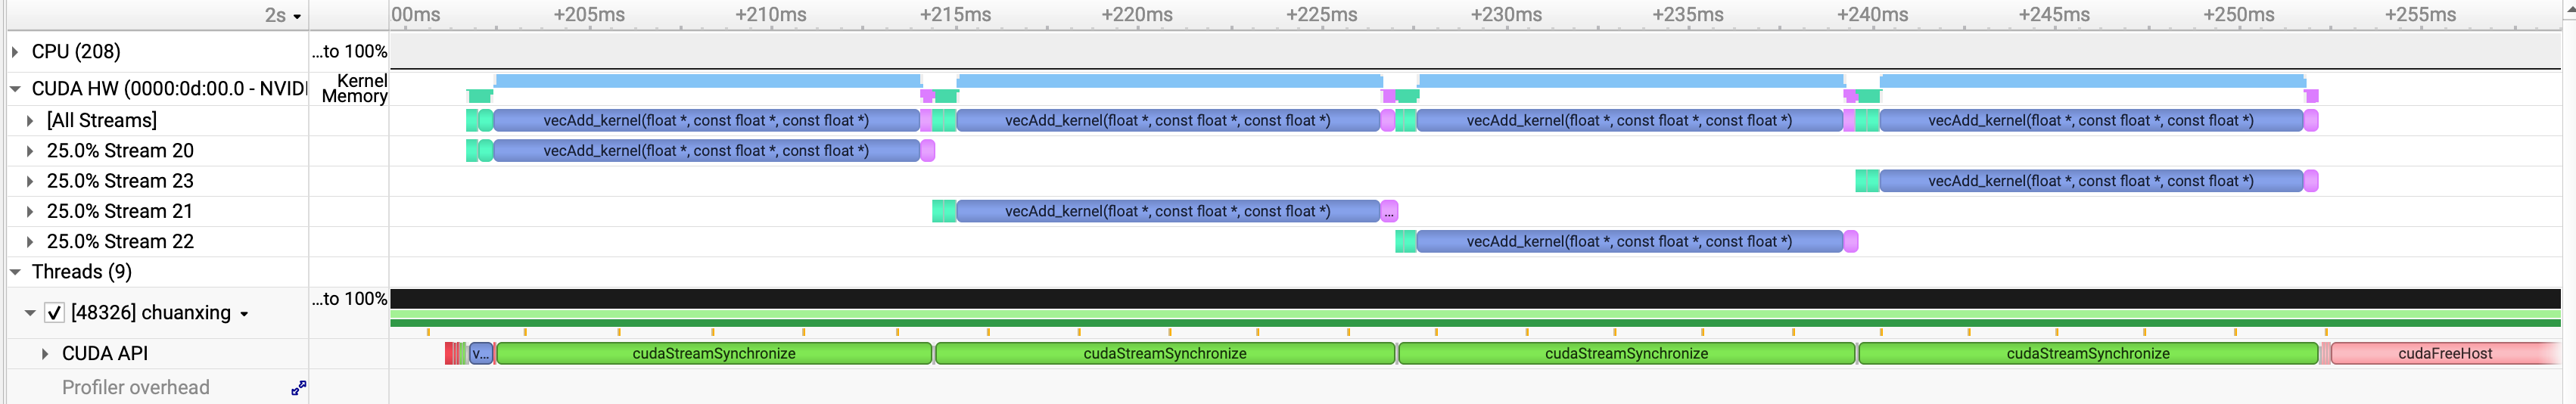 2s 00ms +205ms +210ms +215ms +220ms +225ms +230ms +235ms +240ms +245ms +250ms +255ms
CPU (208) ...to 100%
CUDA HW (0000:0d:00.0 - NVIDI Kernel
Memory
[All Streams] vecAdd_kernel(float *, const float *, const float *) vecAdd_kernel(float *, const float *, const float *) vecAdd_kernel(float *, const float *, const float *) vecAdd_kernel(float *, const float *, const float *)
25.0% Stream 20 vecAdd_kernel(float *, const float *, const float *)
25.0% Stream 23 vecAdd_kernel(float *, const float *, const float *)
25.0% Stream 21 vecAdd_kernel(float *, const float *, const float *) ...
25.0% Stream 22 vecAdd_kernel(float *, const float *, const float *)
Threads (9)
[48326] chuanxing ...to 100%
CUDA API v... cudaStreamSynchronize cudaStreamSynchronize cudaStreamSynchronize cudaStreamSynchronize cudaFreeHost
Profiler overhead